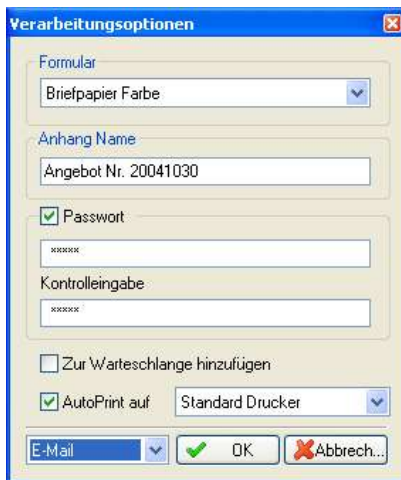 Verarbeitungsoptionen
Formular
Briefpapier Farbe
Anhang Name
Angebot Nr. 20041030
Passwort
*****
Kontrolleingabe
*****
Zur Warteschlange hinzufügen
AutoPrint auf Standard Drucker
E-Mail OK Abbrech...